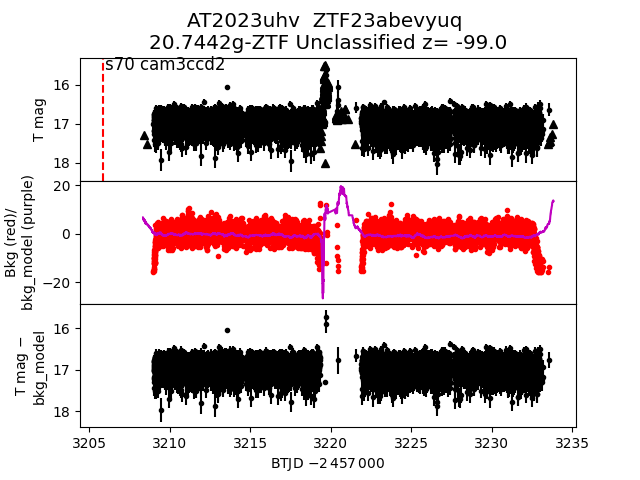 AT2023uhv  ZTF23abevyuq
20.7442g-ZTF Unclassified z= -99.0
s70 cam3ccd2
T mag
16
17
18
Bkg (red)/
bkg_model (purple)
20
0
−20
T mag −
bkg_model
16
17
18
3205
3210
3215
3220
3225
3230
3235
BTJD −2 457 000